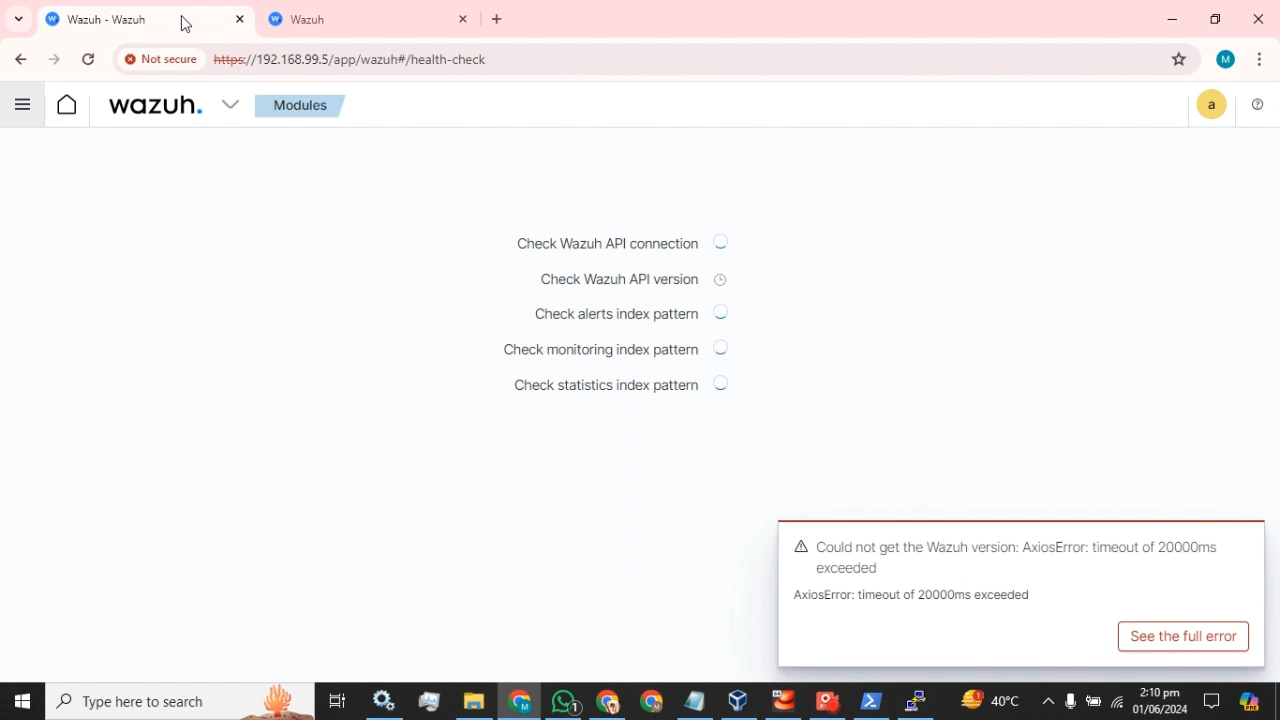 Wazuh - Wazuh
Wazuh
Not secure
https://192.168.99.5/app/wazuh#/health-check
M
wazuh.
Modules
a
Check Wazuh API connection
Check Wazuh API version
Check alerts index pattern
Check monitoring index pattern
Check statistics index pattern
Could not get the Wazuh version: AxiosError: timeout of 20000ms
exceeded
AxiosError: timeout of 20000ms exceeded
See the full error
Type here to search
M
1
1
40°C
2:10 pm
01/06/2024